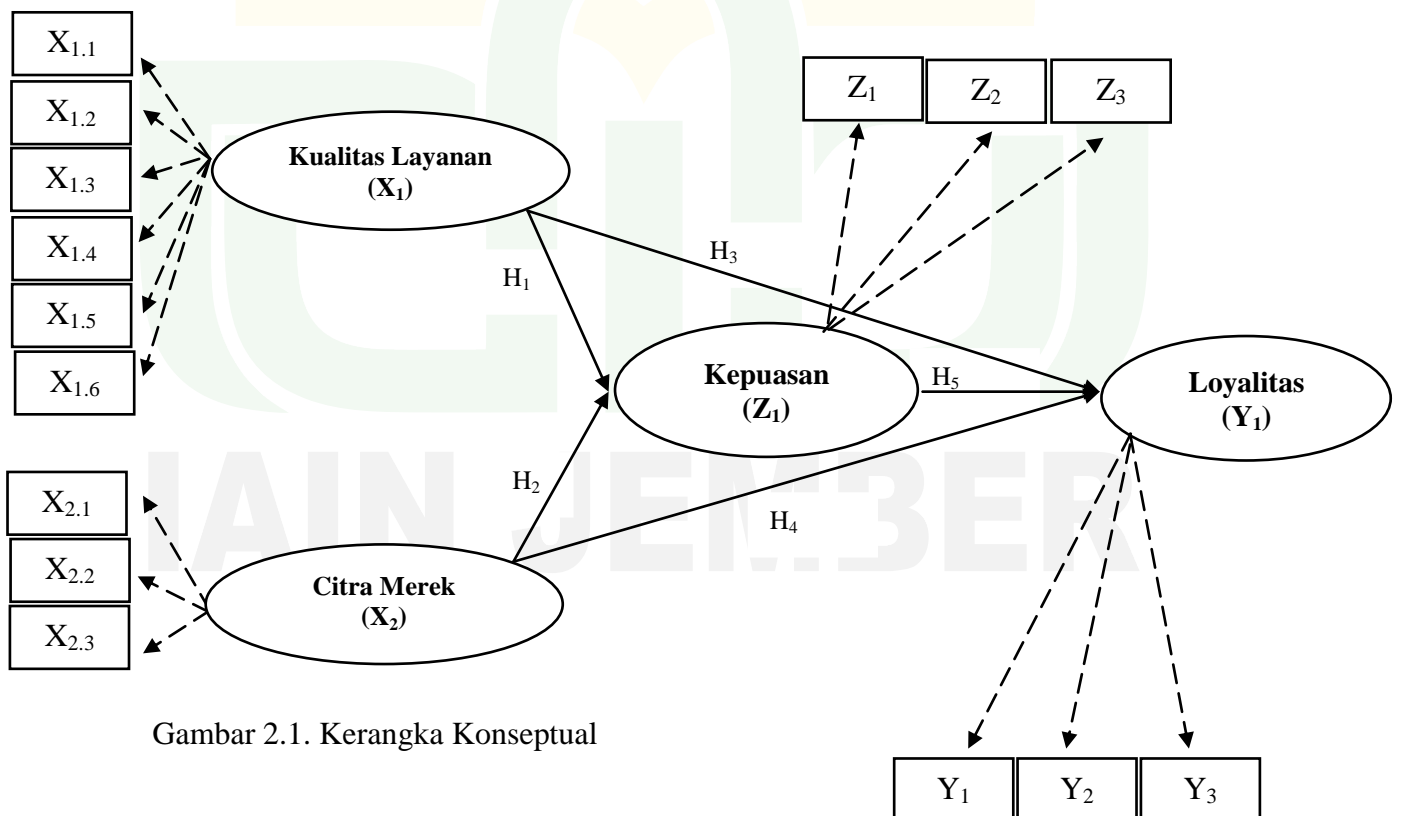 X1.1
X1.2
X1.3
X1.4
X1.5
X1.6
Kualitas Layanan
(X1)
Z1 Z2 Z3
H3
H1
Kepuasan
(Z1)
H5
Loyalitas
(Y1)
H2
H4
X2.1
X2.2
X2.3
Citra Merek
(X2)
IAIN JEMBER
Gambar 2.1. Kerangka Konseptual
Y1 Y2 Y3